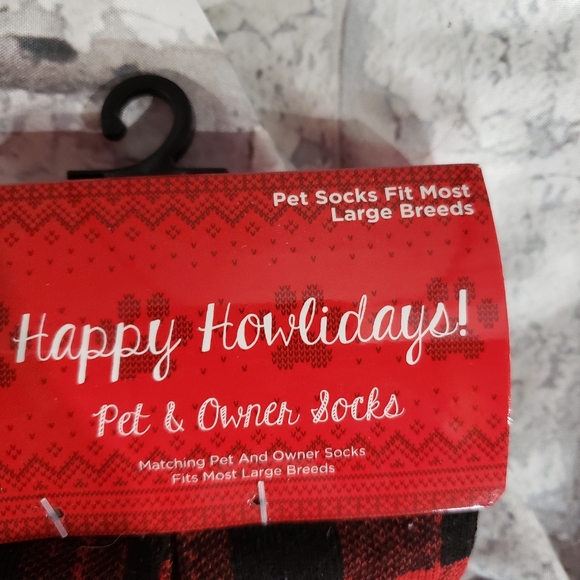 Pet Socks Fit Most
Large Breeds
Happy Howlidays!
Pet & Owner Socks
Matching Pet And Owner Socks
Fits Most Large Breeds